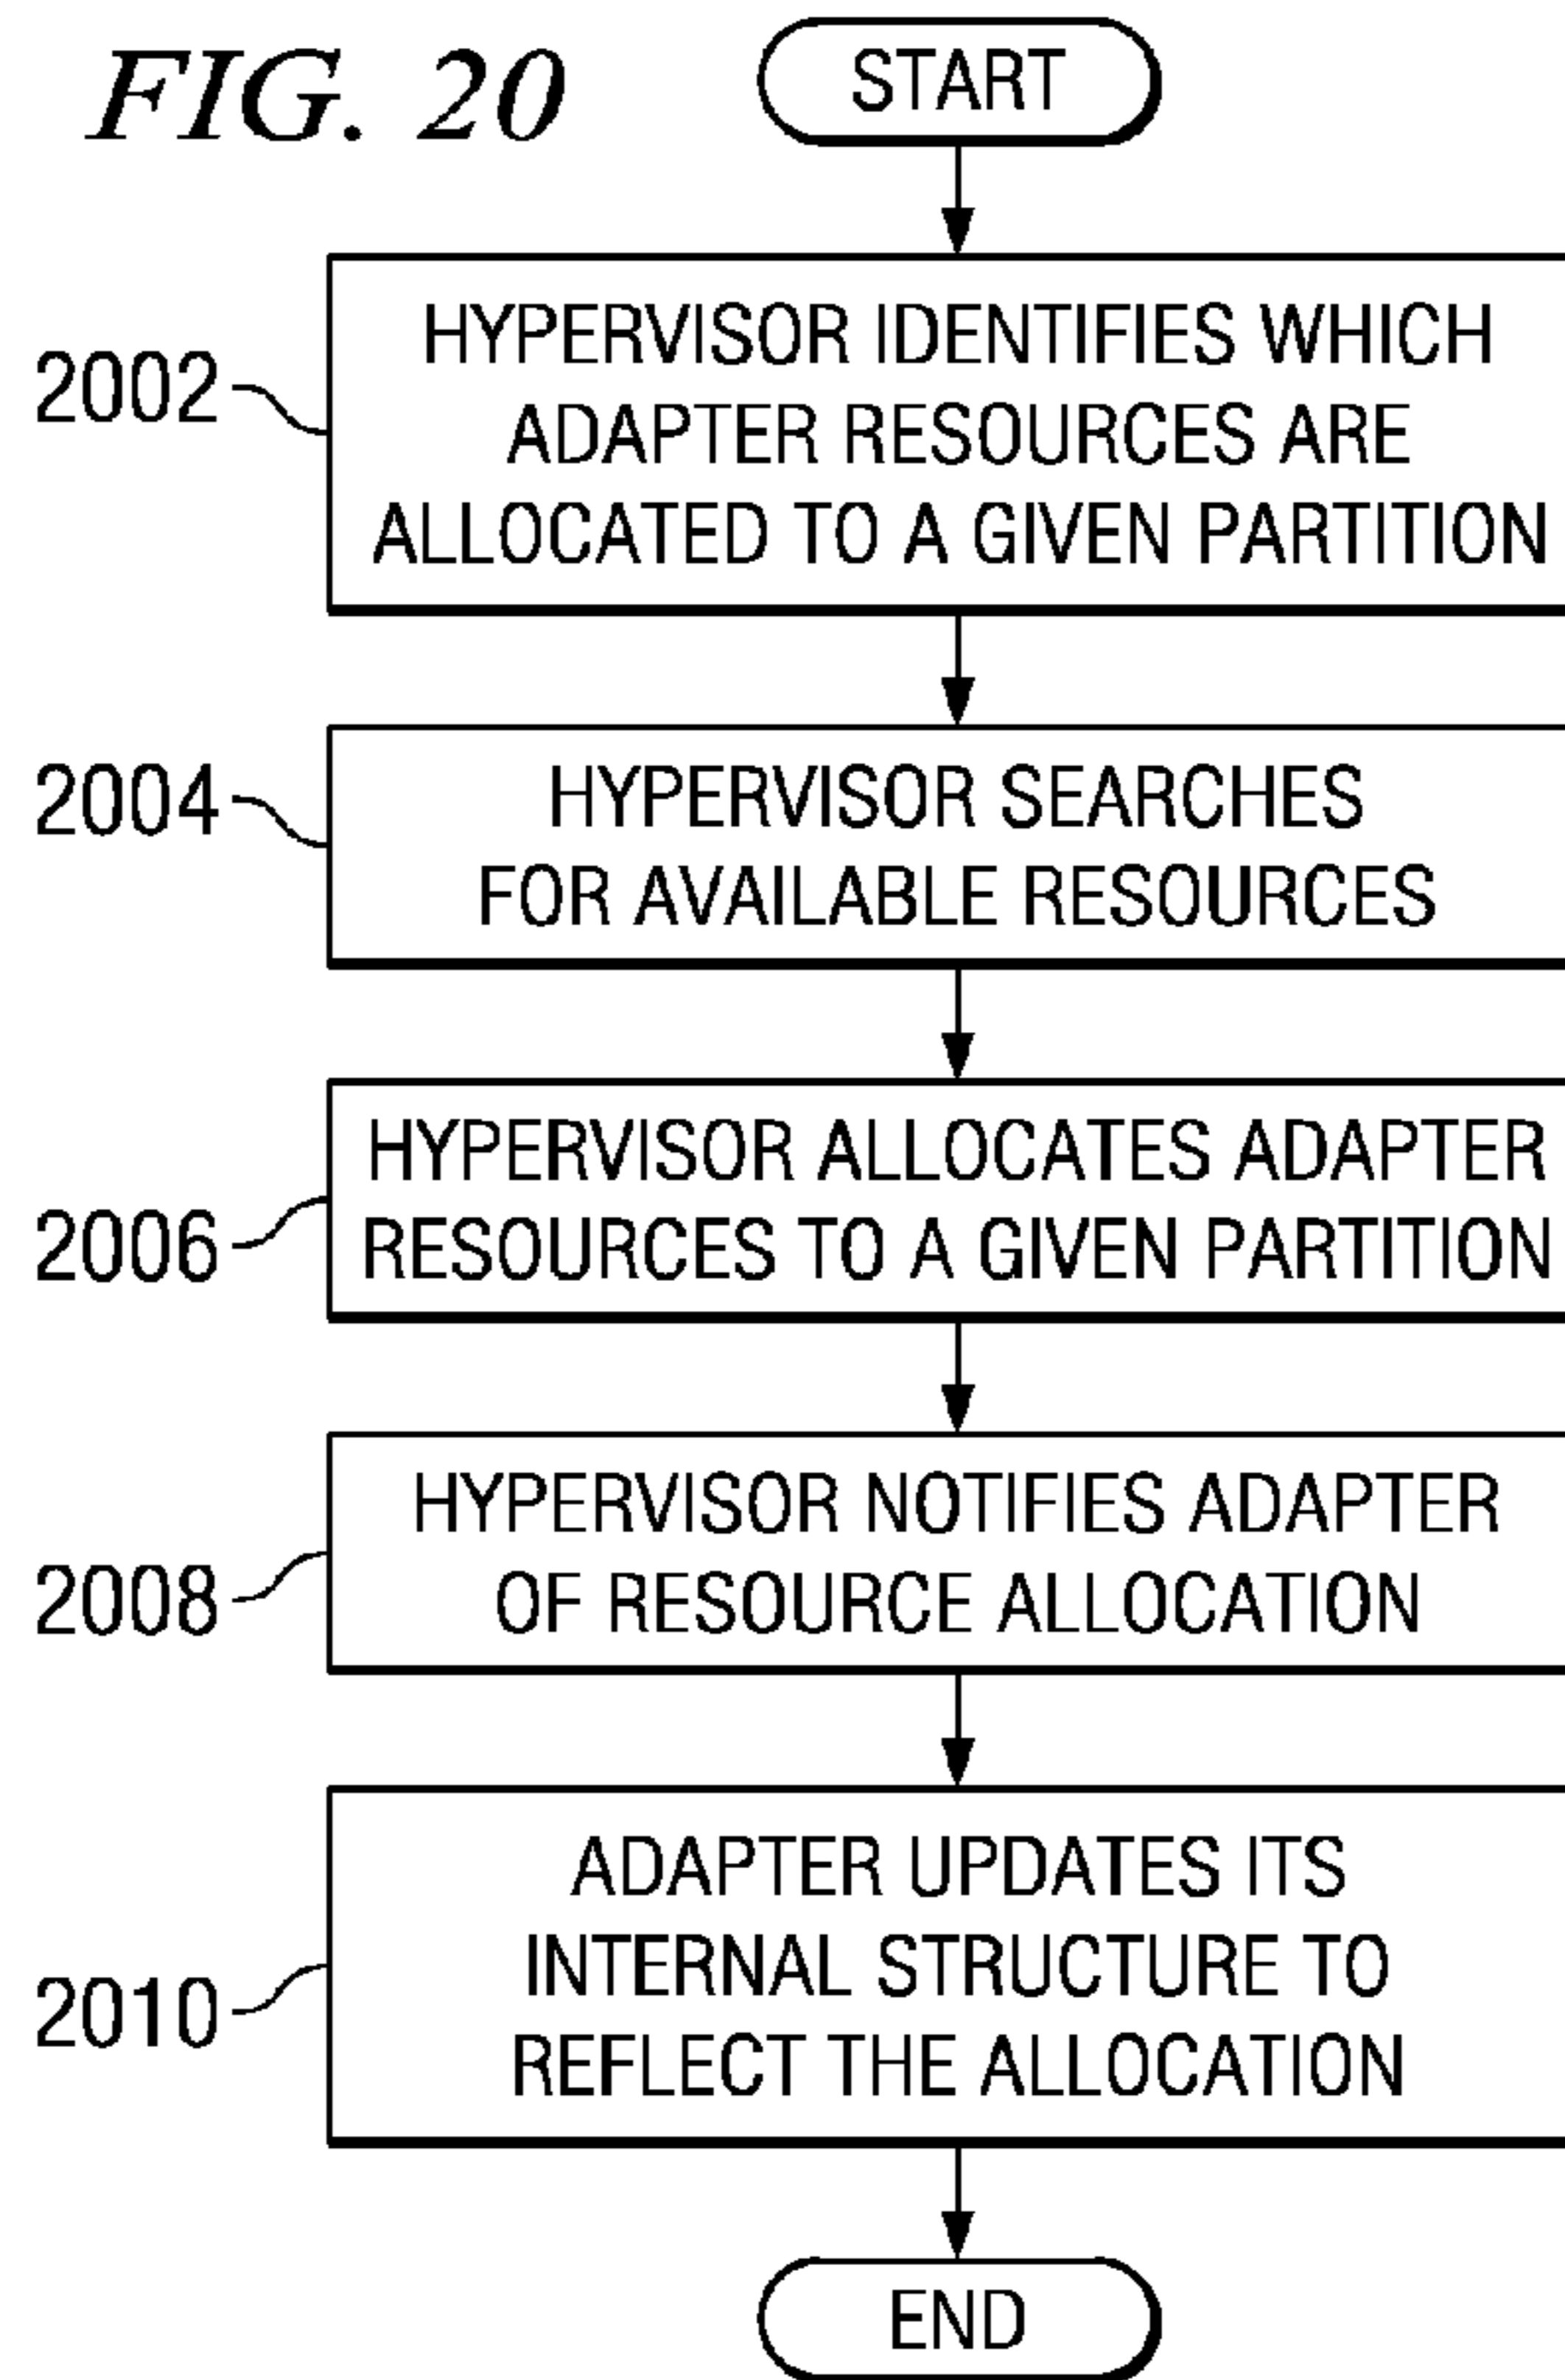 FIG. 20
START
2002
HYPERVISOR IDENTIFIES WHICH
ADAPTER RESOURCES ARE
ALLOCATED TO A GIVEN PARTITION
2004
HYPERVISOR SEARCHES
FOR AVAILABLE RESOURCES
2006
HYPERVISOR ALLOCATES ADAPTER
RESOURCES TO A GIVEN PARTITION
2008
HYPERVISOR NOTIFIES ADAPTER
OF RESOURCE ALLOCATION
2010
ADAPTER UPDATES ITS
INTERNAL STRUCTURE TO
REFLECT THE ALLOCATION
END